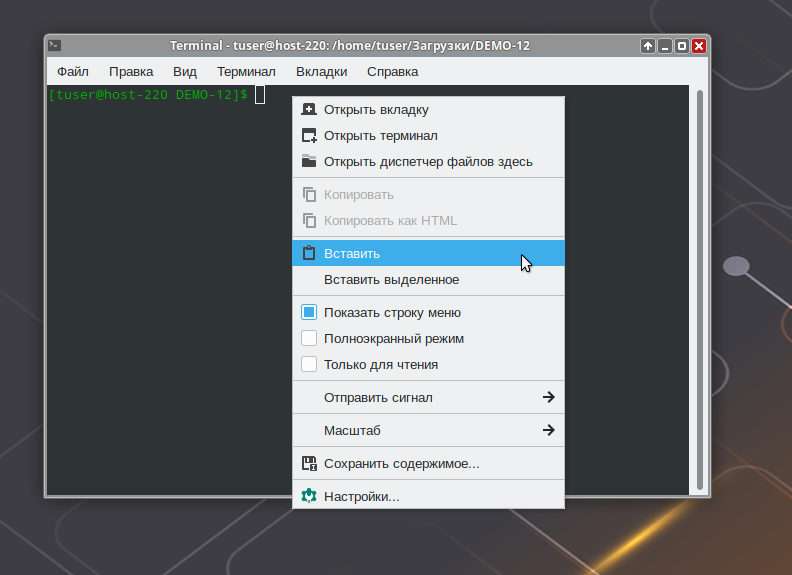 Terminal - tuser@host-220: /home/tuser/Загрузки/DEMO-12
Файл Правка Вид Терминал Вкладки Справка
[tuser@host-220 DEMO-12]$
Открыть вкладку
Открыть терминал
Открыть диспетчер файлов здесь
Копировать
Копировать как HTML
Вставить
Вставить выделенное
Показать строку меню
Полноэкранный режим
Только для чтения
Отправить сигнал
Масштаб
Сохранить содержимое...
Настройки...